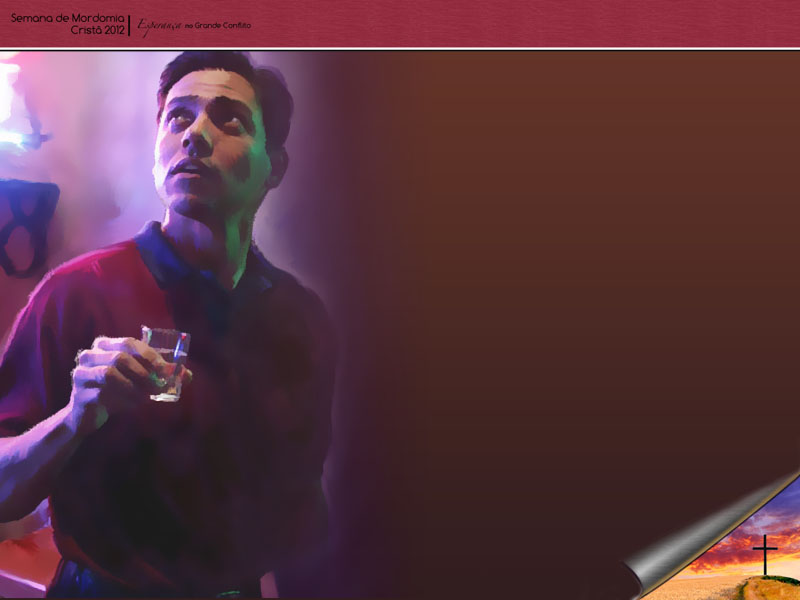 Semana de Mordomia
Cristã 2012
Esperança no Grande Conflito